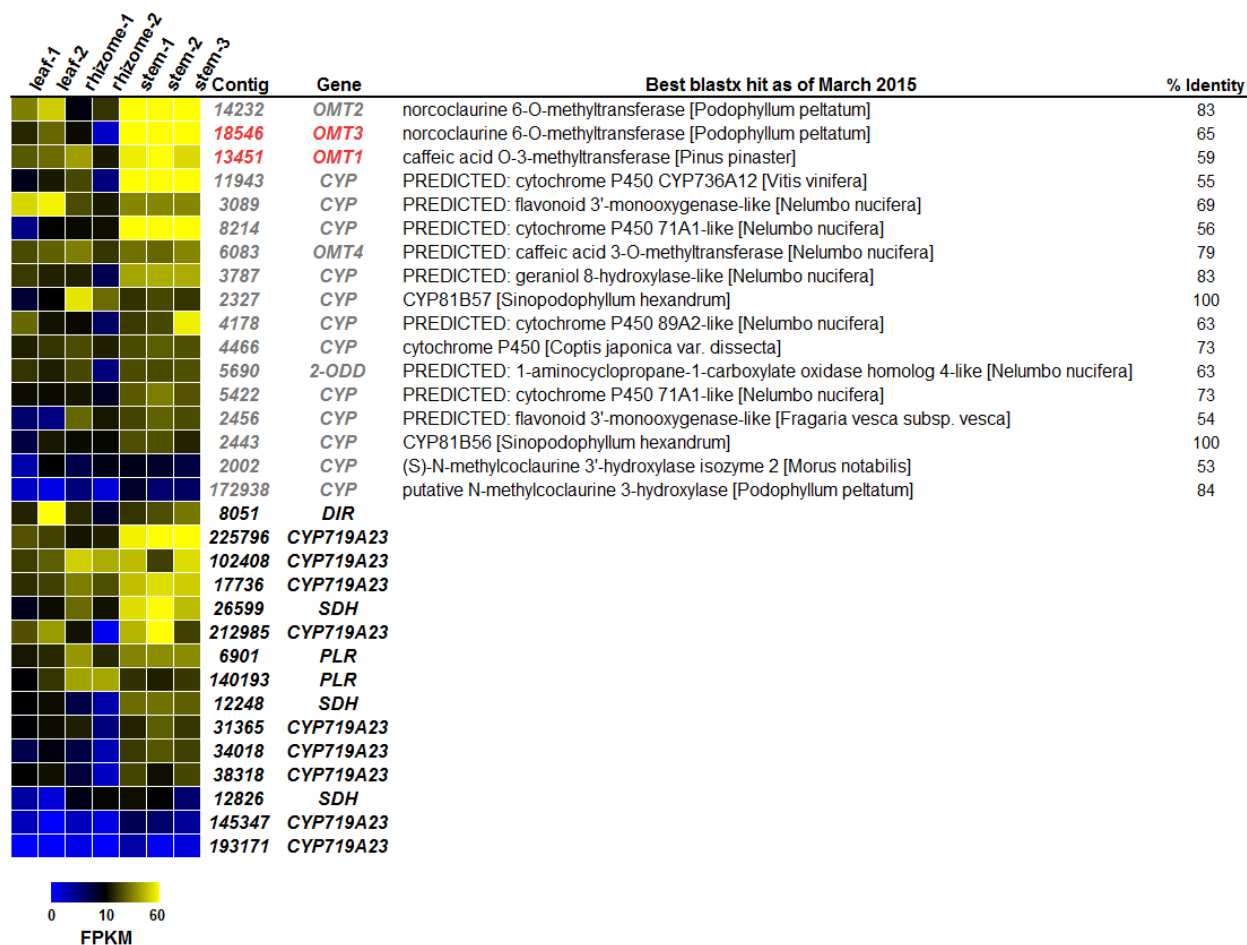 leaf-1 leaf-2 rhizome-1 rhizome-2 stem-1 stem-2 stem-3
Contig Gene Best blastx hit as of March 2015 % Identity
14232 OMT2 norcoclaurine 6-O-methyltransferase [Podophyllum peltatum] 83
18546 OMT3 norcoclaurine 6-O-methyltransferase [Podophyllum peltatum] 65
13451 OMT1 caffeic acid O-3-methyltransferase [Pinus pinaster] 59
11943 CYP PREDICTED: cytochrome P450 CYP736A12 [Vitis vinifera] 55
3089 CYP PREDICTED: flavonoid 3'-monooxygenase-like [Nelumbo nucifera] 69
8214 CYP PREDICTED: cytochrome P450 71A1-like [Nelumbo nucifera] 56
6083 OMT4 PREDICTED: caffeic acid 3-O-methyltransferase [Nelumbo nucifera] 79
3787 CYP PREDICTED: geraniol 8-hydroxylase-like [Nelumbo nucifera] 83
2327 CYP CYP81B57 [Sinopodophyllum hexandrum] 100
4178 CYP PREDICTED: cytochrome P450 89A2-like [Nelumbo nucifera] 63
4466 CYP cytochrome P450 [Coptis japonica var. dissecta] 73
5690 2-ODD PREDICTED: 1-aminocyclopropane-1-carboxylate oxidase homolog 4-like [Nelumbo nucifera] 63
5422 CYP PREDICTED: cytochrome P450 71A1-like [Nelumbo nucifera] 73
2456 CYP PREDICTED: flavonoid 3'-monooxygenase-like [Fragaria vesca subsp. vesca] 54
2443 CYP CYP81B56 [Sinopodophyllum hexandrum] 100
2002 CYP (S)-N-methylcoclaurine 3'-hydroxylase isozyme 2 [Morus notabilis] 53
172938 CYP putative N-methylcoclaurine 3-hydroxylase [Podophyllum peltatum] 84
8051 DIR
225796 CYP719A23
102408 CYP719A23
17736 CYP719A23
26599 SDH
212985 CYP719A23
6901 PLR
140193 PLR
12248 SDH
31365 CYP719A23
34018 CYP719A23
38318 CYP719A23
12826 SDH
145347 CYP719A23
193171 CYP719A23
0 10 60
FPKM